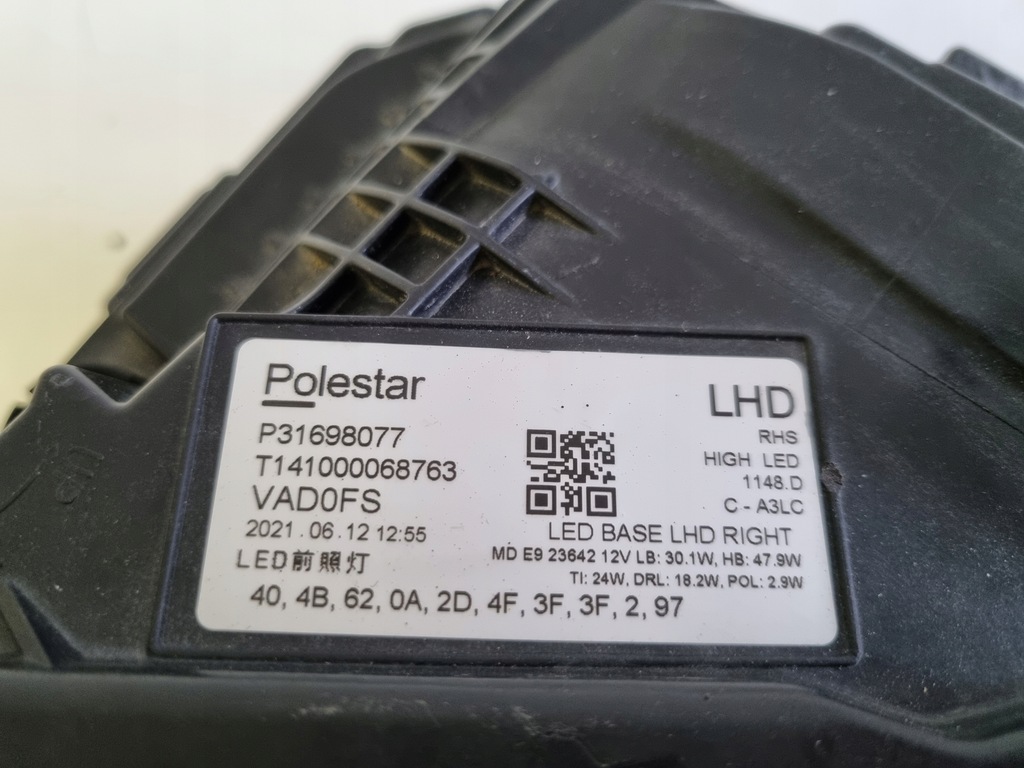 Polestar
P31698077
T141000068763
VAD0FS
2021.06.12 12:55
LED前照灯
LHD
RHS
HIGH LED
1148.D
C - A3LC
LED BASE LHD RIGHT
MD E9 23642 12V LB: 30.1W, HB: 47.9W
TI: 24W, DRL: 18.2W, POL: 2.9W
40, 4B, 62, 0A, 2D, 4F, 3F, 3F, 2, 97